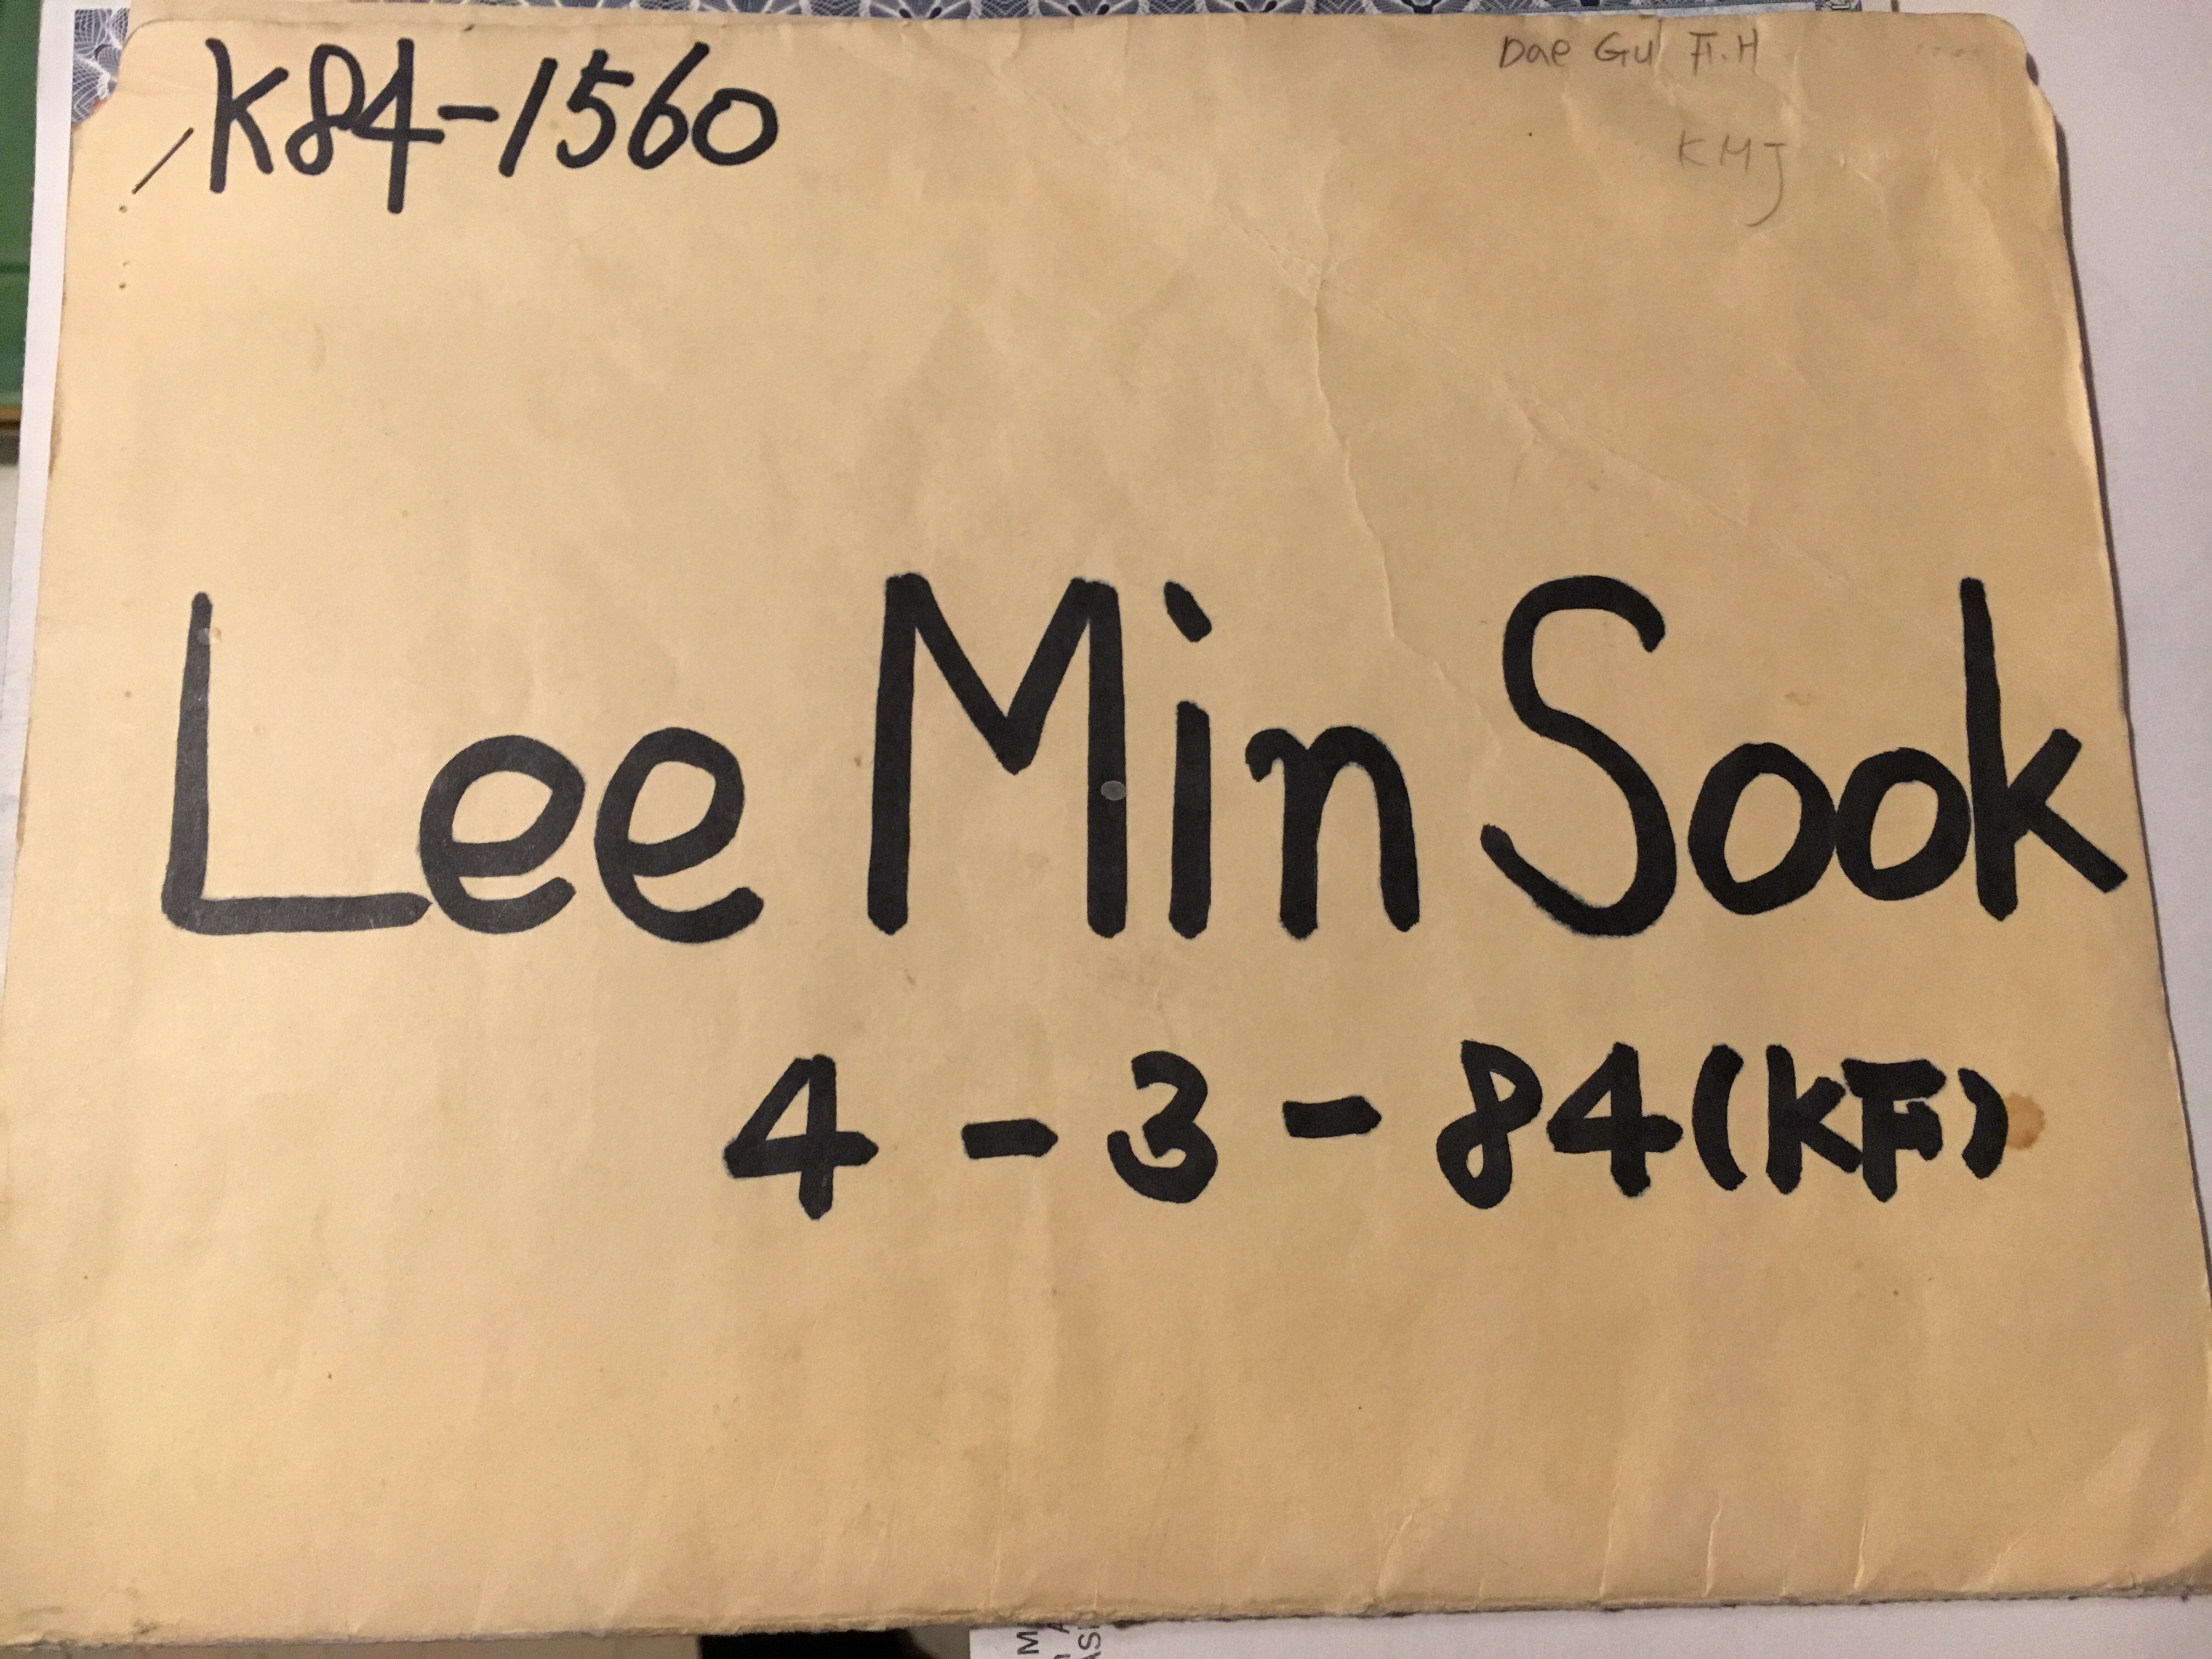 K84-1560
Dae Gu F.H
KMJ
Lee Min Sook
4-3-84(KF)